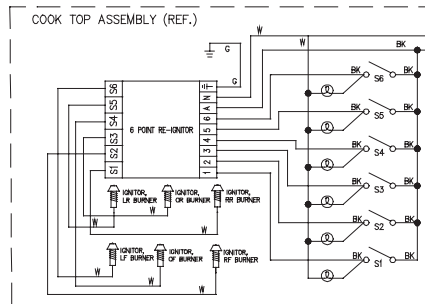 COOK TOP ASSEMBLY (REF.)
W
W
BK
G
G
S6
S5
S4
S3
S2
S1
6 POINT RE-IGNITOR
N
A
6
5
4
3
2
1
BK
S6
BK
BK
S5
BK
BK
S4
BK
BK
S3
BK
BK
S2
BK
BK
S1
BK
IGNITOR,
LR BURNER
IGNITOR,
CR BURNER
IGNITOR,
RR BURNER
W
W
W
IGNITOR,
LF BURNER
IGNITOR,
CF BURNER
IGNITOR,
RF BURNER
W
W
W